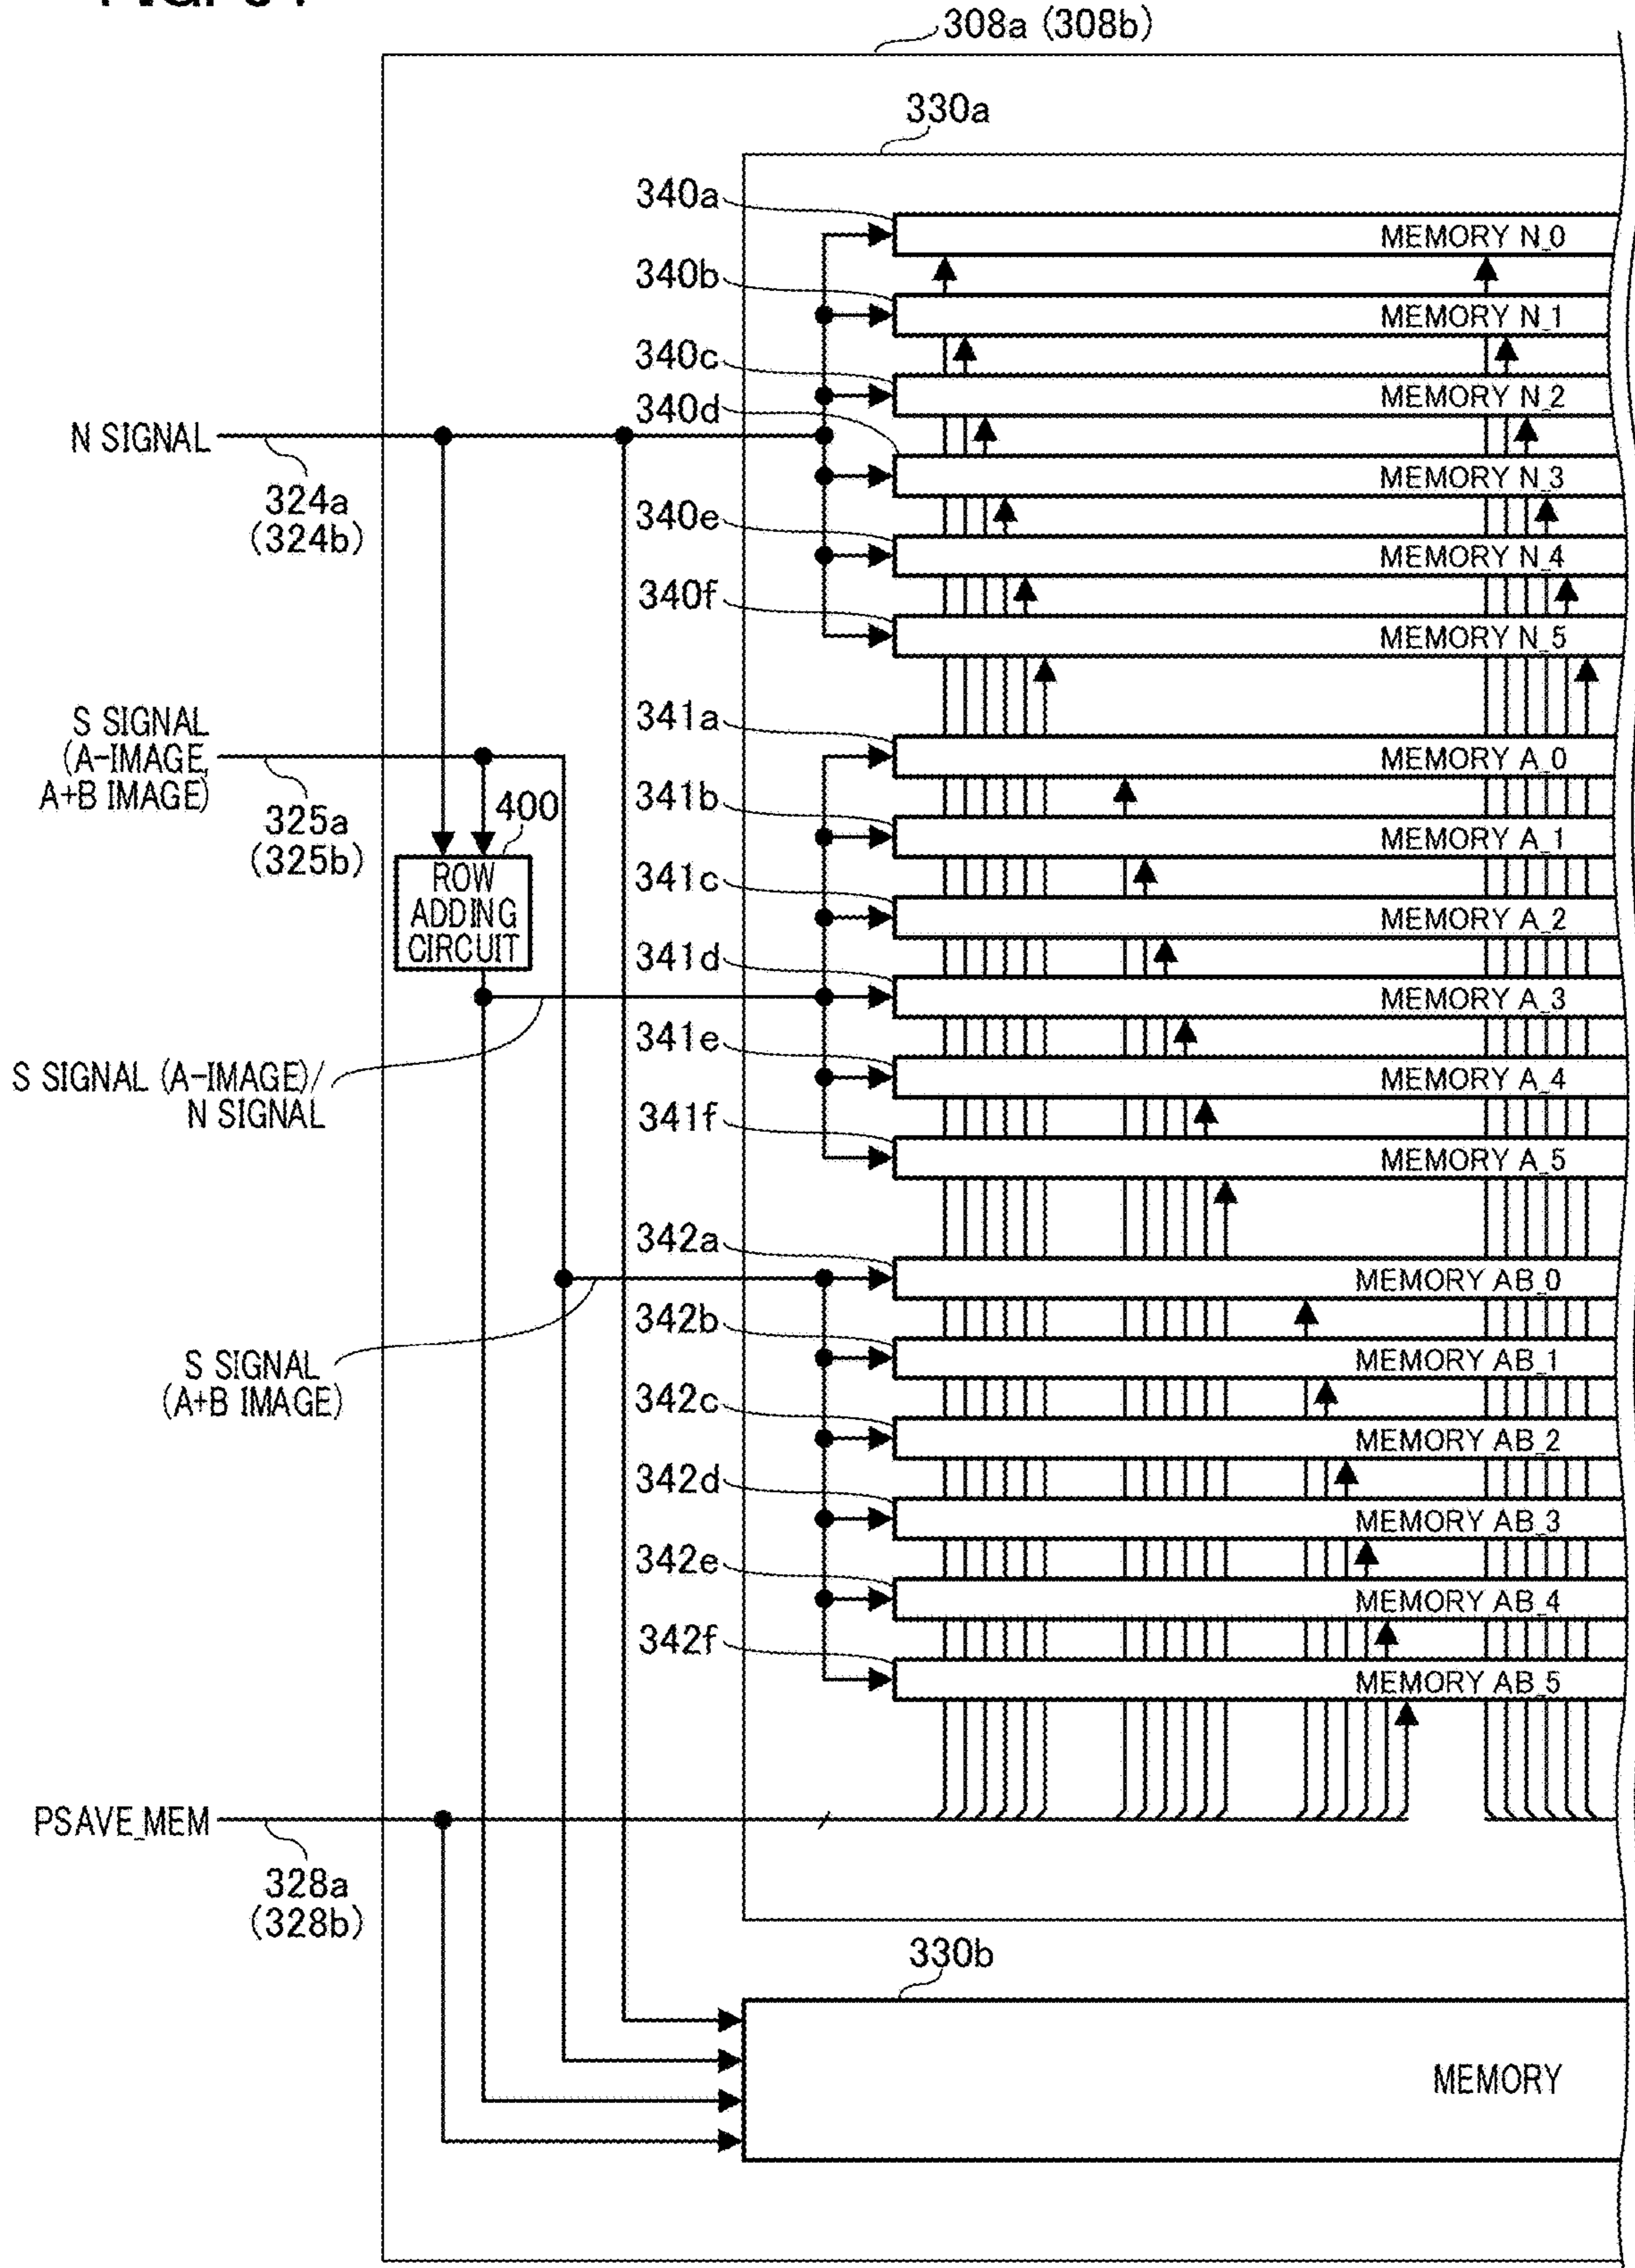 308a (308b)
330a
340a
MEMORY N_0
340b
MEMORY N_1
340c
MEMORY N_2
340d
N SIGNAL
MEMORY N_3
324a
(324b)
340e
MEMORY N_4
340f
MEMORY N_5
S SIGNAL
(A-IMAGE,
A+B IMAGE)
341a
MEMORY A_0
325a
(325b)
400
341b
MEMORY A_1
ROW
ADDING
CIRCUIT
341c
MEMORY A_2
341d
MEMORY A_3
S SIGNAL (A-IMAGE)/
N SIGNAL
341e
MEMORY A_4
341f
MEMORY A_5
342a
MEMORY AB_0
342b
MEMORY AB_1
S SIGNAL
(A+B IMAGE)
342c
MEMORY AB_2
342d
MEMORY AB_3
342e
MEMORY AB_4
342f
MEMORY AB_5
PSAVE_MEM
328a
(328b)
330b
MEMORY